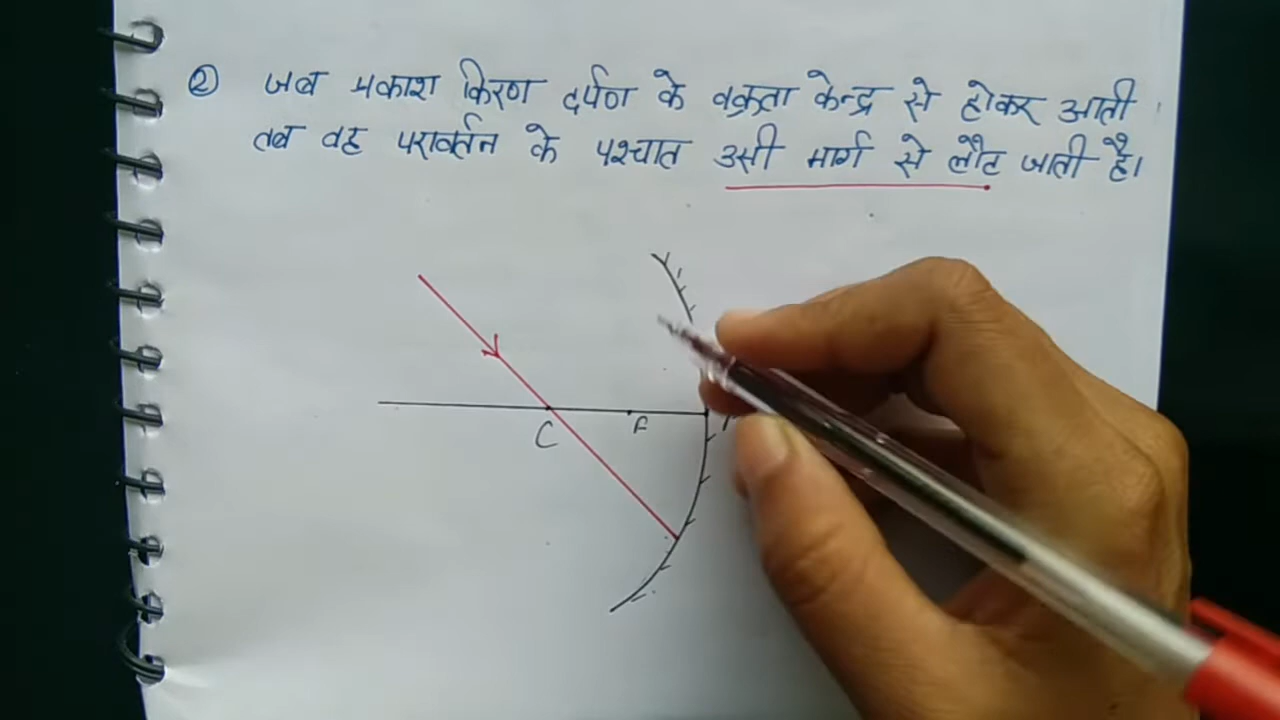 ② जब प्रकाश किरण दर्पण के वक्रता केन्द्र से होकर आती
तब वह परावर्तन के पश्चात उसी मार्ग से लौट जाती है।
C F